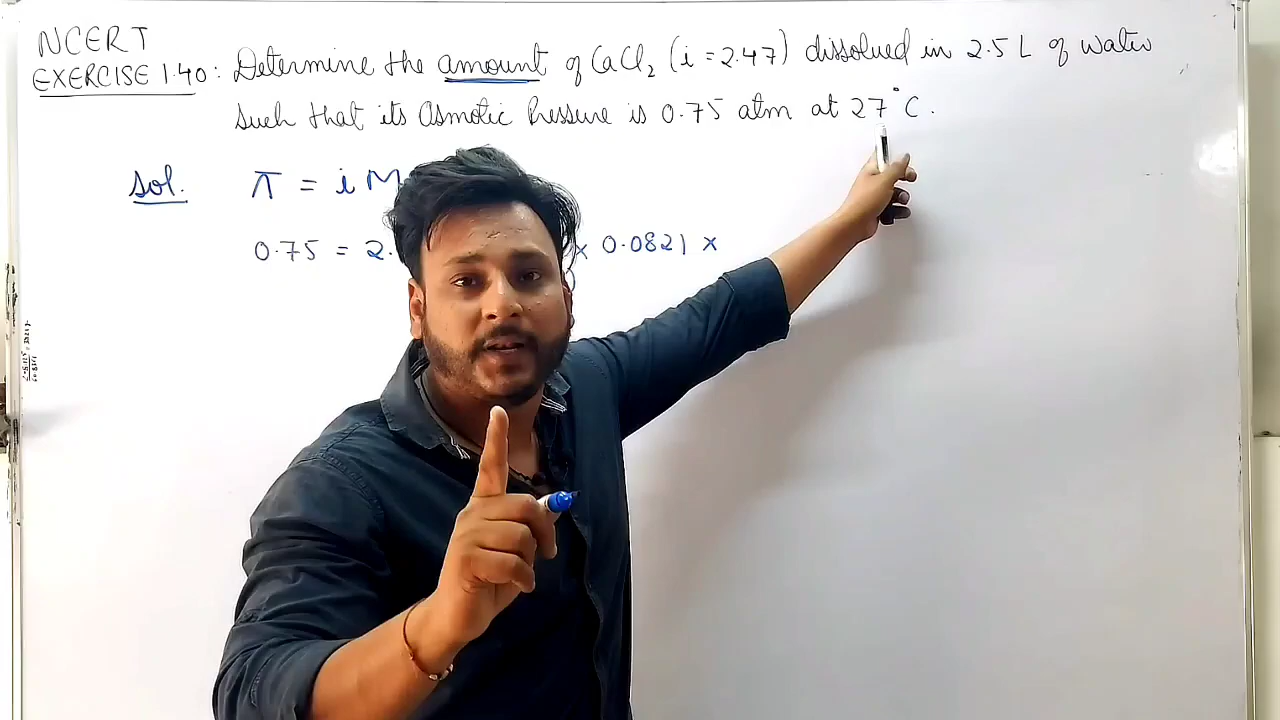 NCERT
EXERCISE 1.40: Determine the amount of CaCl₂ (i = 2.47) dissolved in 2.5 L of Water
such that its Osmotic Pressure is 0.75 atm at 27°C.
Sol. π = i M
0.75 = 2. × 0.0821 ×